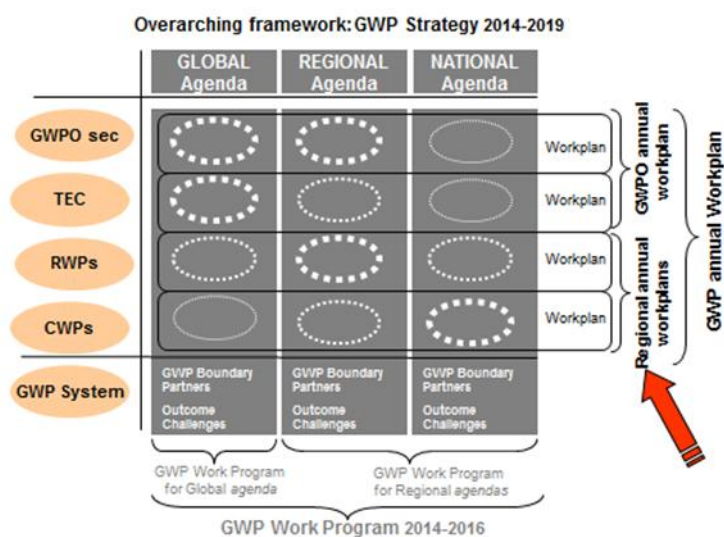 Overarching framework: GWP Strategy 2014-2019
GLOBAL
Agenda
REGIONAL
Agenda
NATIONAL
Agenda
GWPO sec
Workplan
TEC
Workplan
RWPs
Workplan
CWPs
Workplan
GWPO annual
workplan
Regional annual
workplans
GWP annual Workplan
GWP System
GWP Boundary
Partners
Outcome
Challenges
GWP Boundary
Partners
Outcome
Challenges
GWP Boundary
Partners
Outcome
Challenges
GWP Work Program
for Global agenda
GWP Work Program
for Regional agendas
GWP Work Program 2014-2016